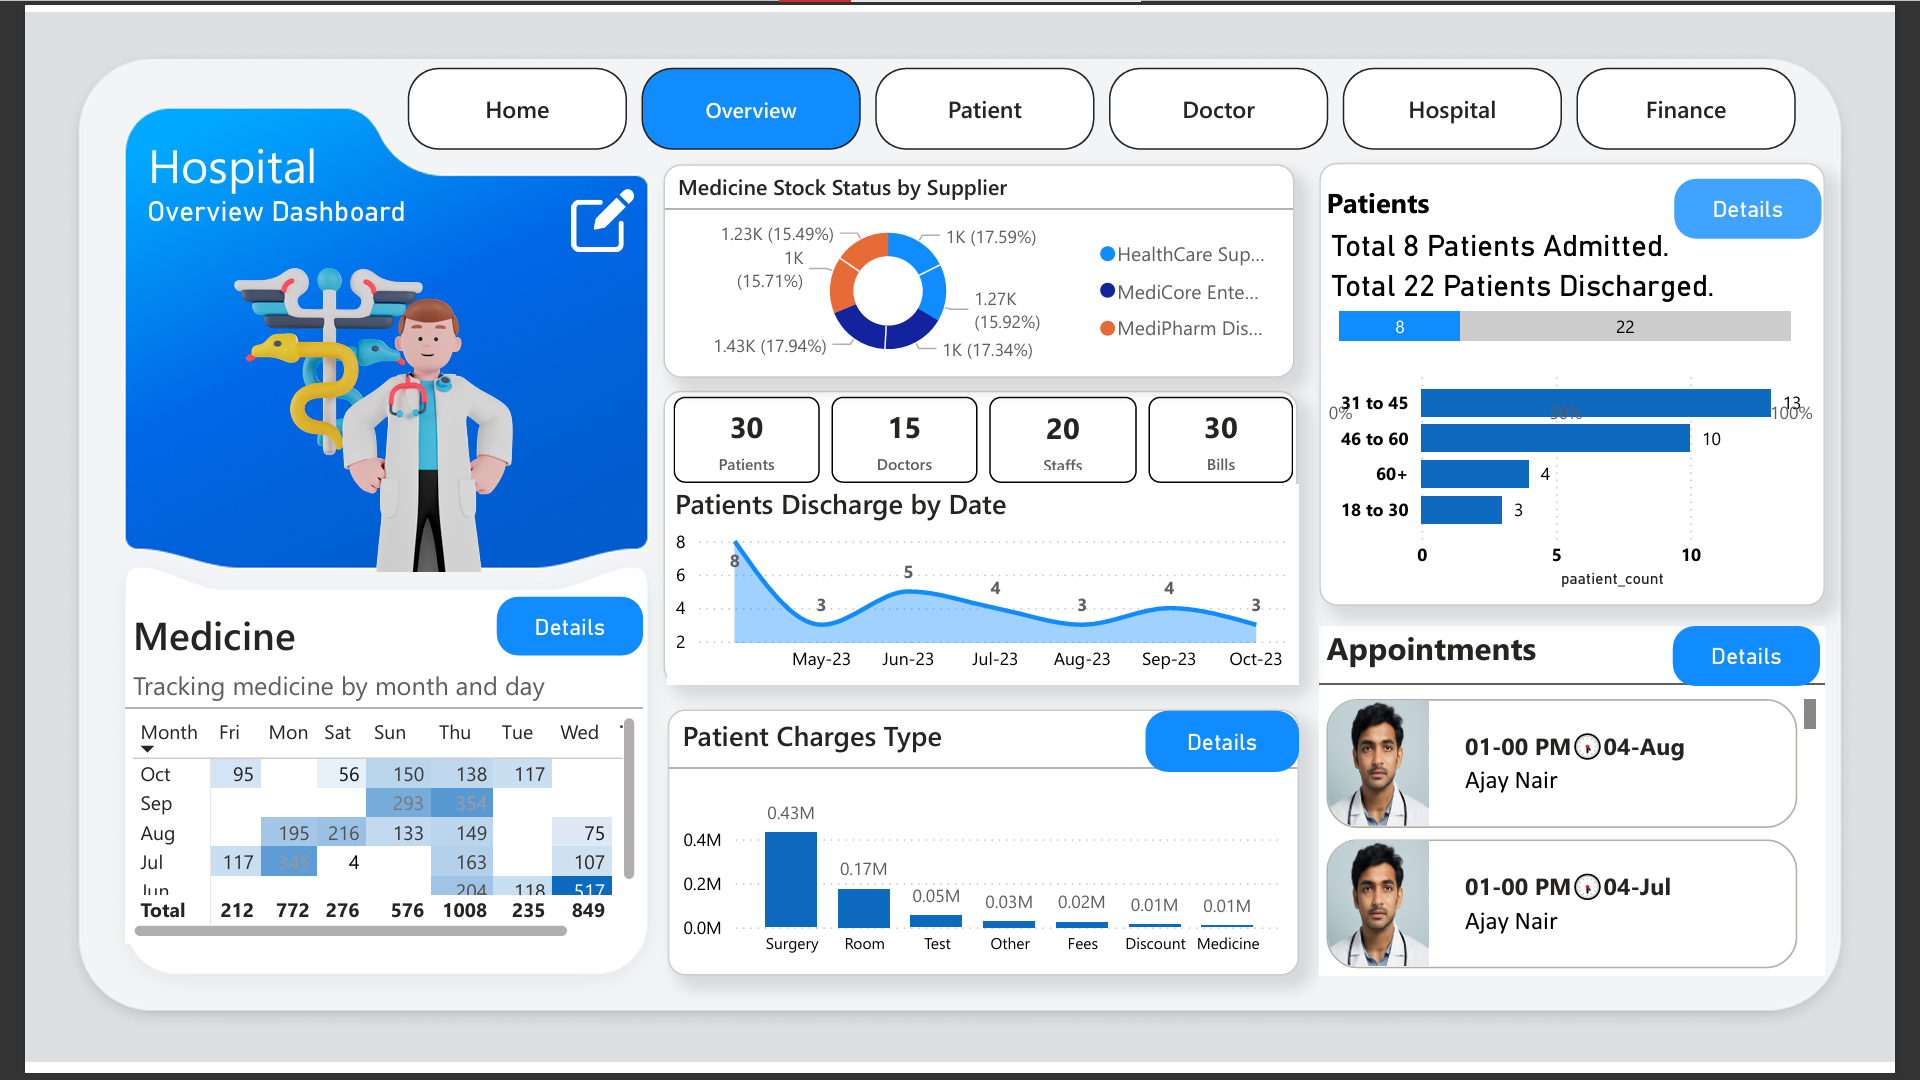 Home
Overview
Patient
Doctor
Hospital
Finance
Hospital
Overview Dashboard
Medicine Stock Status by Supplier
1.23K (15.49%)
1K
(15.71%)
1.43K (17.94%)
1K (17.59%)
1.27K
(15.92%)
1K (17.34%)
HealthCare Sup...
MediCore Ente...
MediPharm Dis...
30
Patients
15
Doctors
20
Staffs
30
Bills
Patients Discharge by Date
8
6
4
2
8
3
5
4
3
4
3
May-23 Jun-23 Jul-23 Aug-23 Sep-23 Oct-23
Patients
Details
Total 8 Patients Admitted.
Total 22 Patients Discharged.
8 22
0% 50% 100%
31 to 45 13
46 to 60 10
60+ 4
18 to 30 3
0 5 10
paatient_count
Medicine
Details
Tracking medicine by month and day
Month Fri Mon Sat Sun Thu Tue Wed
Oct 95 56 150 138 117
Sep 293 354
Aug 195 216 133 149 75
Jul 117 345 4 163 107
Jun 204 118 517
Total 212 772 276 576 1008 235 849
Patient Charges Type
Details
0.4M
0.2M
0.0M
0.43M
0.17M
0.05M
0.03M
0.02M
0.01M
0.01M
Surgery Room Test Other Fees Discount Medicine
Appointments
Details
01-00 PM 04-Aug
Ajay Nair
01-00 PM 04-Jul
Ajay Nair